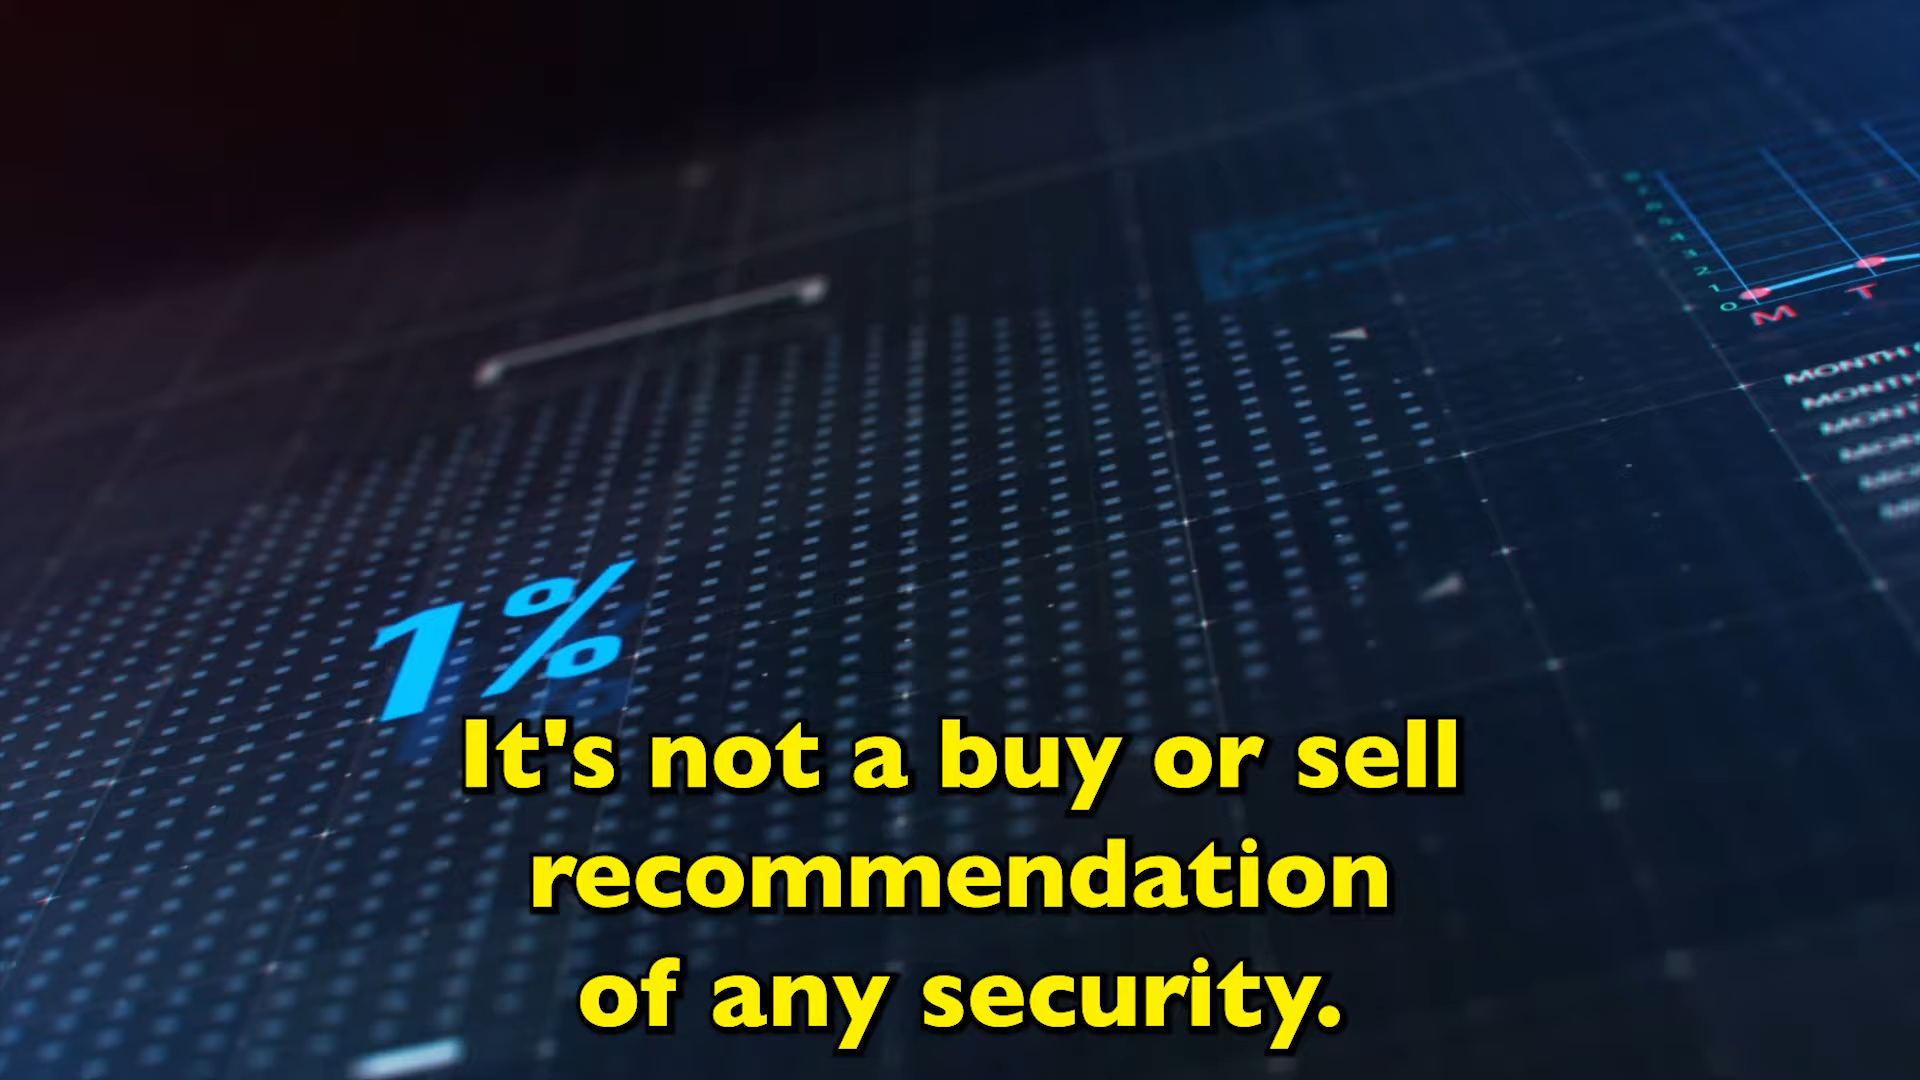 1%
M T
It's not a buy or sell
recommendation
of any security.